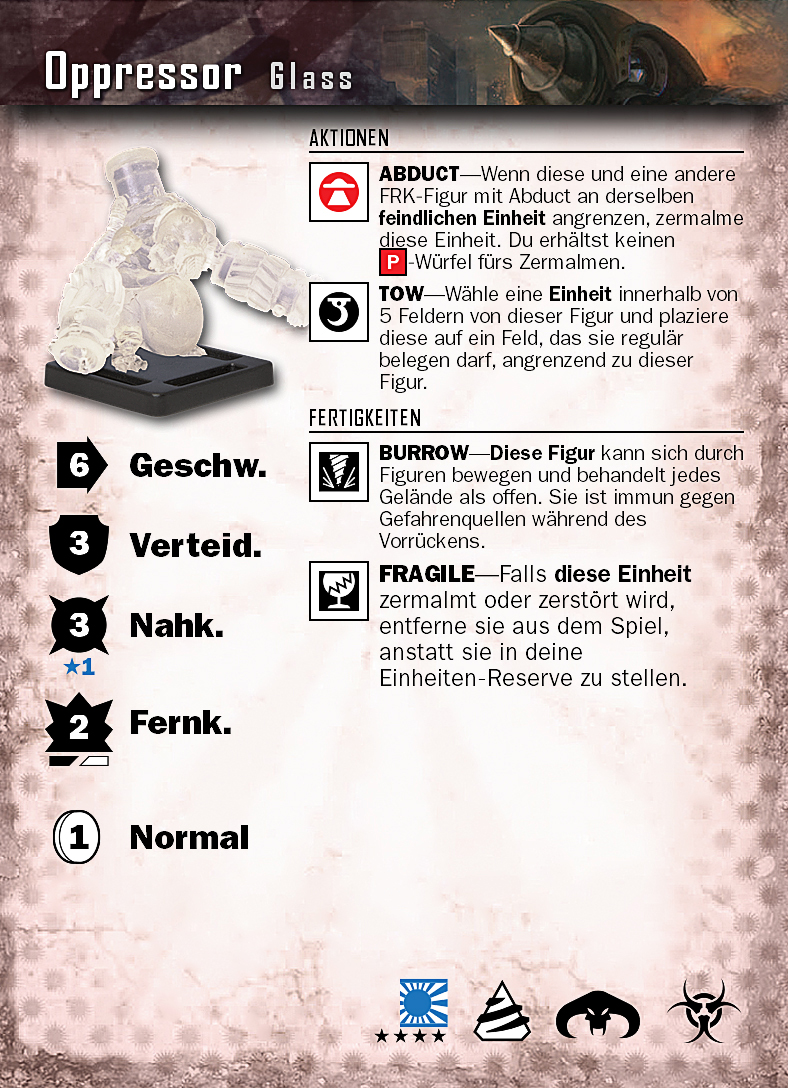 Oppressor Glass
AKTIONEN
ABDUCT—Wenn diese und eine andere
FRK-Figur mit Abduct an derselben
feindlichen Einheit angrenzen, zermalme
diese Einheit. Du erhältst keinen
P-Würfel fürs Zermalmen.
TOW—Wähle eine Einheit innerhalb von
5 Feldern von dieser Figur und plaziere
diese auf ein Feld, das sie regulär
belegen darf, angrenzend zu dieser
Figur.
FERTIGKEITEN
BURROW—Diese Figur kann sich durch
Figuren bewegen und behandelt jedes
Gelände als offen. Sie ist immun gegen
Gefahrenquellen während des
Vorrückens.
FRAGILE—Falls diese Einheit
zermalmt oder zerstört wird,
entferne sie aus dem Spiel,
anstatt sie in deine
Einheiten-Reserve zu stellen.
6 Geschw.
3 Verteid.
3 Nahk.
★1
2 Fernk.
1 Normal